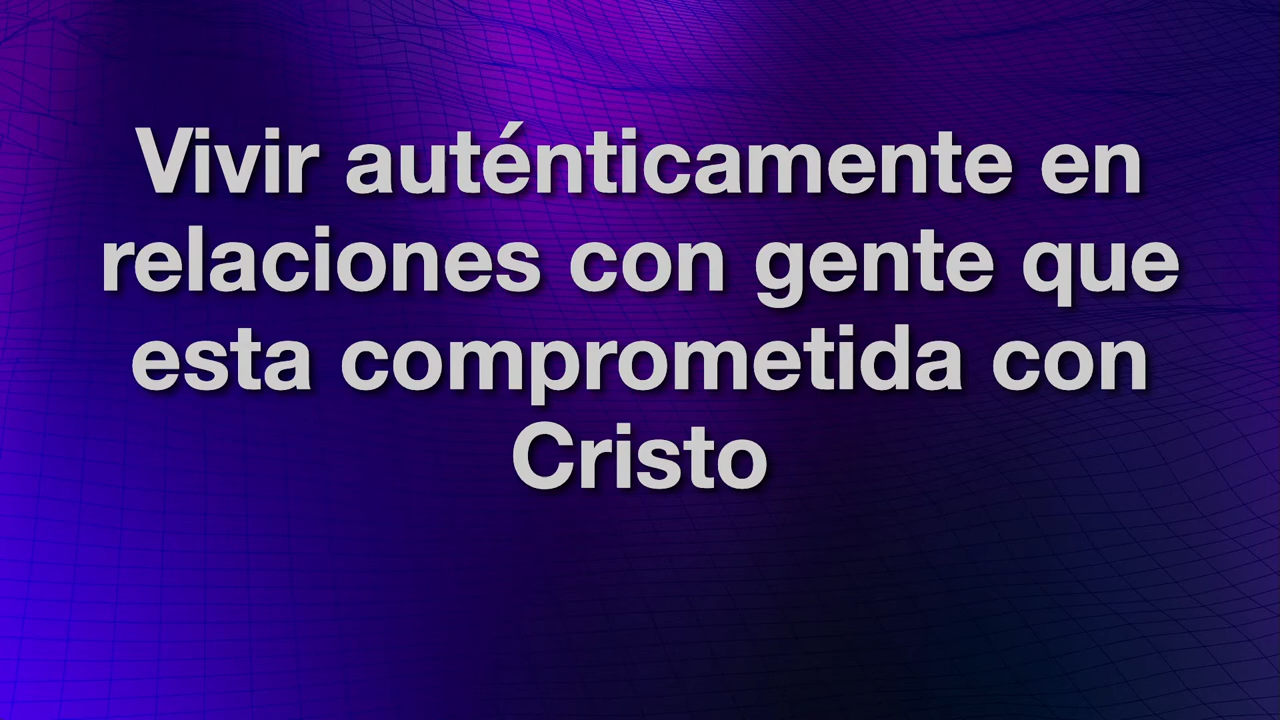 Vivir auténticamente en
relaciones con gente que
esta comprometida con
Cristo